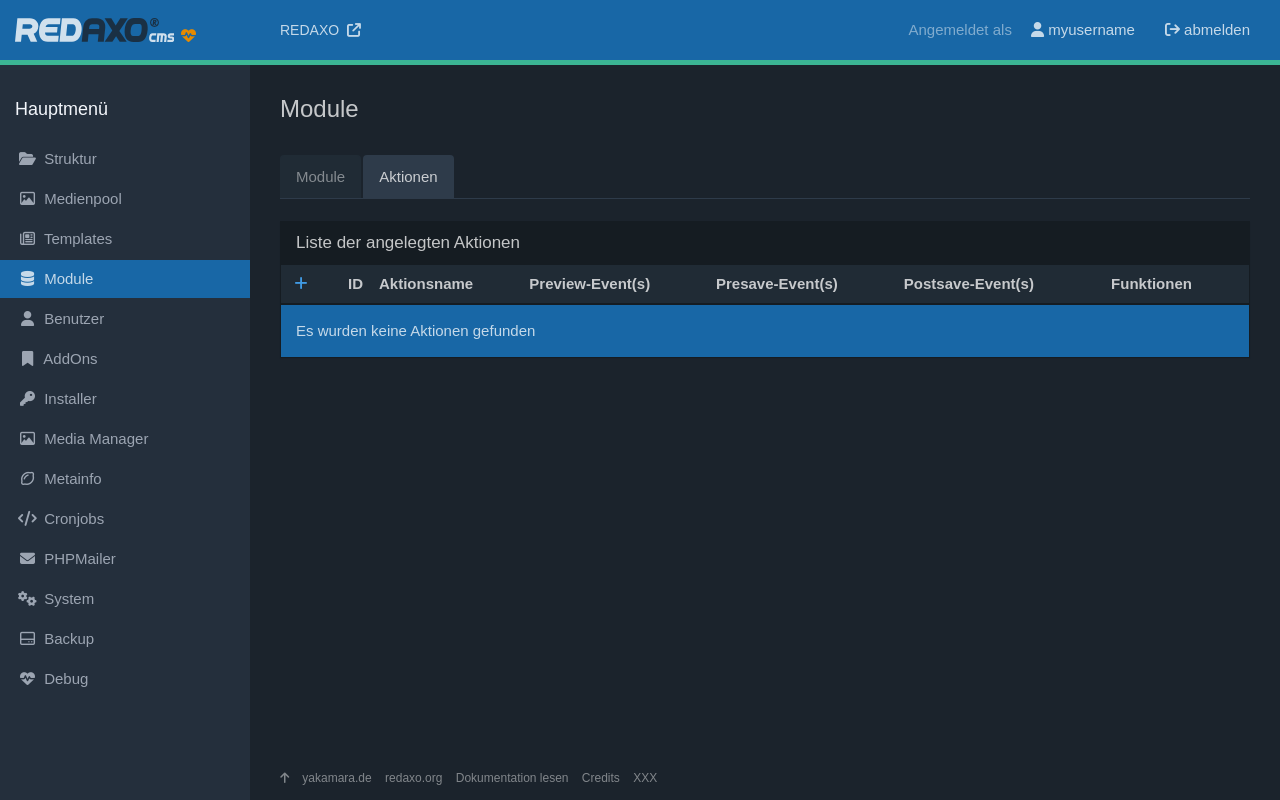 REDAXO® cms
REDAXO
Angemeldet als myusername abmelden
Hauptmenü
Struktur
Medienpool
Templates
Module
Benutzer
AddOns
Installer
Media Manager
Metainfo
Cronjobs
PHPMailer
System
Backup
Debug
Module
Module Aktionen
Liste der angelegten Aktionen
ID Aktionsname Preview-Event(s) Presave-Event(s) Postsave-Event(s) Funktionen
Es wurden keine Aktionen gefunden
yakamara.de redaxo.org Dokumentation lesen Credits XXX